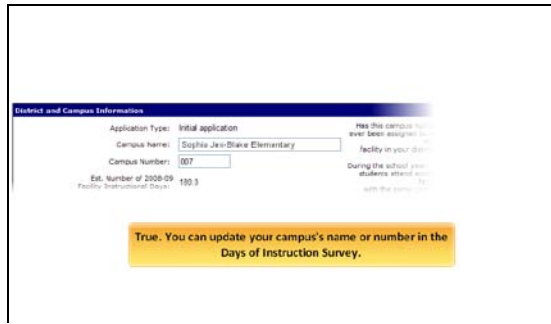 District and Campus Information
Application Type: Initial application
Campus Name: Sophia Jex-Blake Elementary
Campus Number: 007
Est. Number of 2008-09
Facility Instructional Days: 180.3
Has this campus
ever been assigned
facility in your
During the school year
students attend
with the
True. You can update your campus's name or number in the
Days of Instruction Survey.